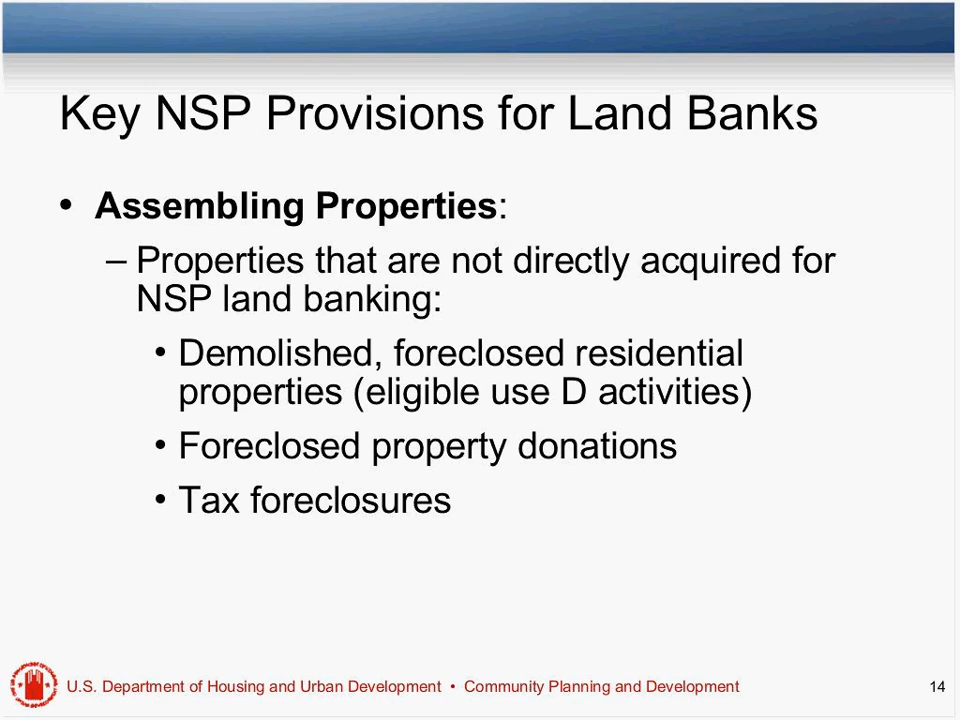 Key NSP Provisions for Land Banks
• Assembling Properties:
– Properties that are not directly acquired for
NSP land banking:
• Demolished, foreclosed residential
properties (eligible use D activities)
• Foreclosed property donations
• Tax foreclosures
U.S. Department of Housing and Urban Development • Community Planning and Development
14